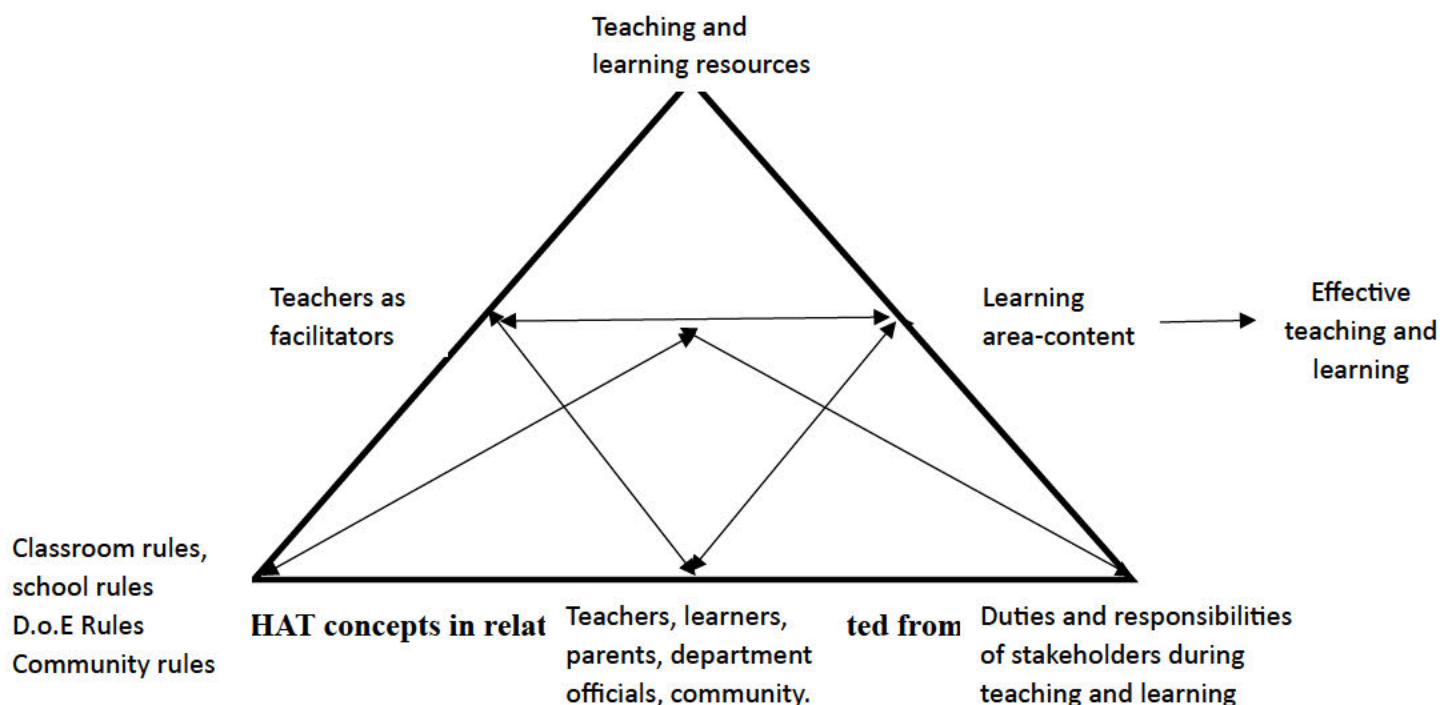 Teaching and
learning resources
Teachers as
facilitators
Learning
area-content
Effective
teaching and
learning
Classroom rules,
school rules
D.o.E Rules
Community rules
HAT concepts in relat
Teachers, learners,
parents, department
officials, community.
ted from
Duties and responsibilities
of stakeholders during
teaching and learning